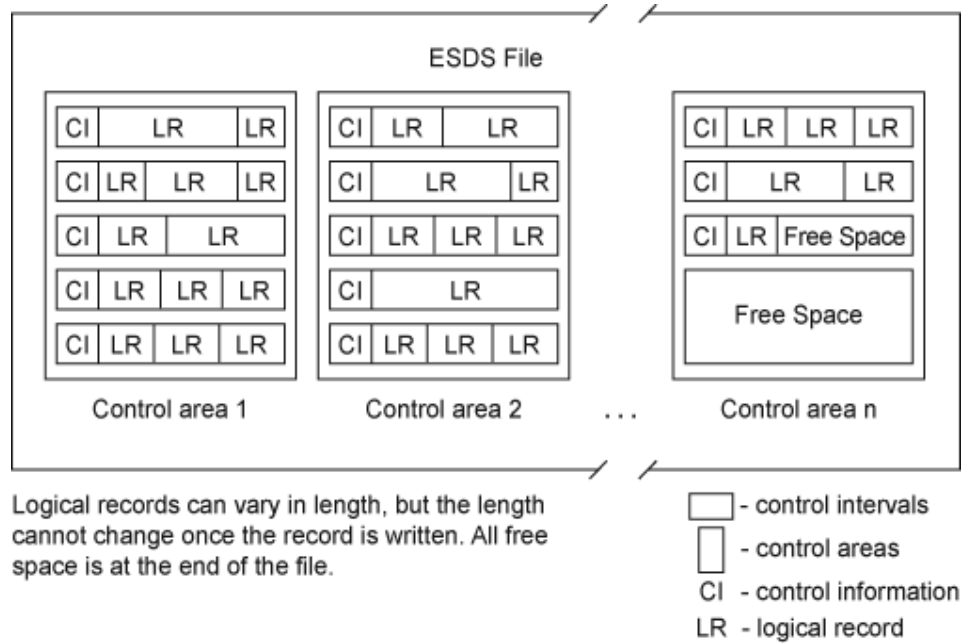 ESDS File
CI LR LR
CI LR LR LR
CI LR LR
CI LR LR LR
CI LR LR LR
Control area 1
CI LR LR
CI LR LR
CI LR LR LR
CI LR
CI LR LR LR
Control area 2
...
CI LR LR LR
CI LR LR
CI LR Free Space
Free Space
Control area n
Logical records can vary in length, but the length
cannot change once the record is written. All free
space is at the end of the file.
- control intervals
- control areas
CI - control information
LR - logical record